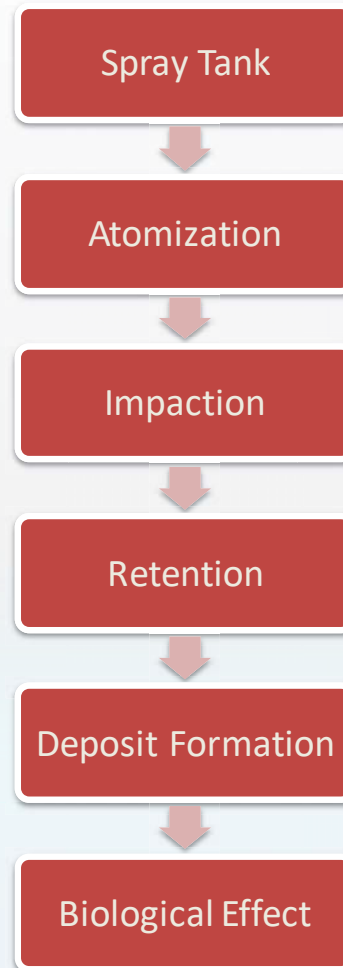 Spray Tank
Atomization
Impaction
Retention
Deposit Formation
Biological Effect